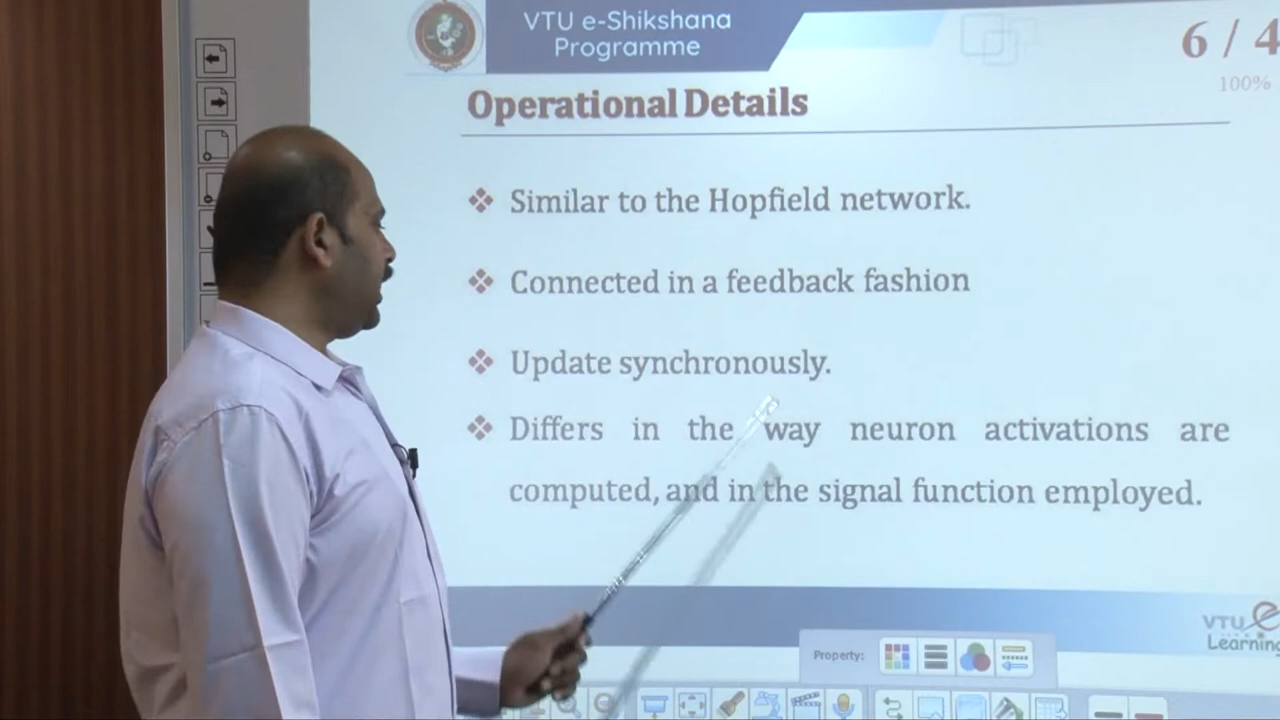 VTU e-Shikshana
Programme
6 / 4
100%
Operational Details
❖ Similar to the Hopfield network.
❖ Connected in a feedback fashion
❖ Update synchronously.
❖ Differs in the way neuron activations are
computed, and in the signal function employed.
VTU e
Learning
Property: